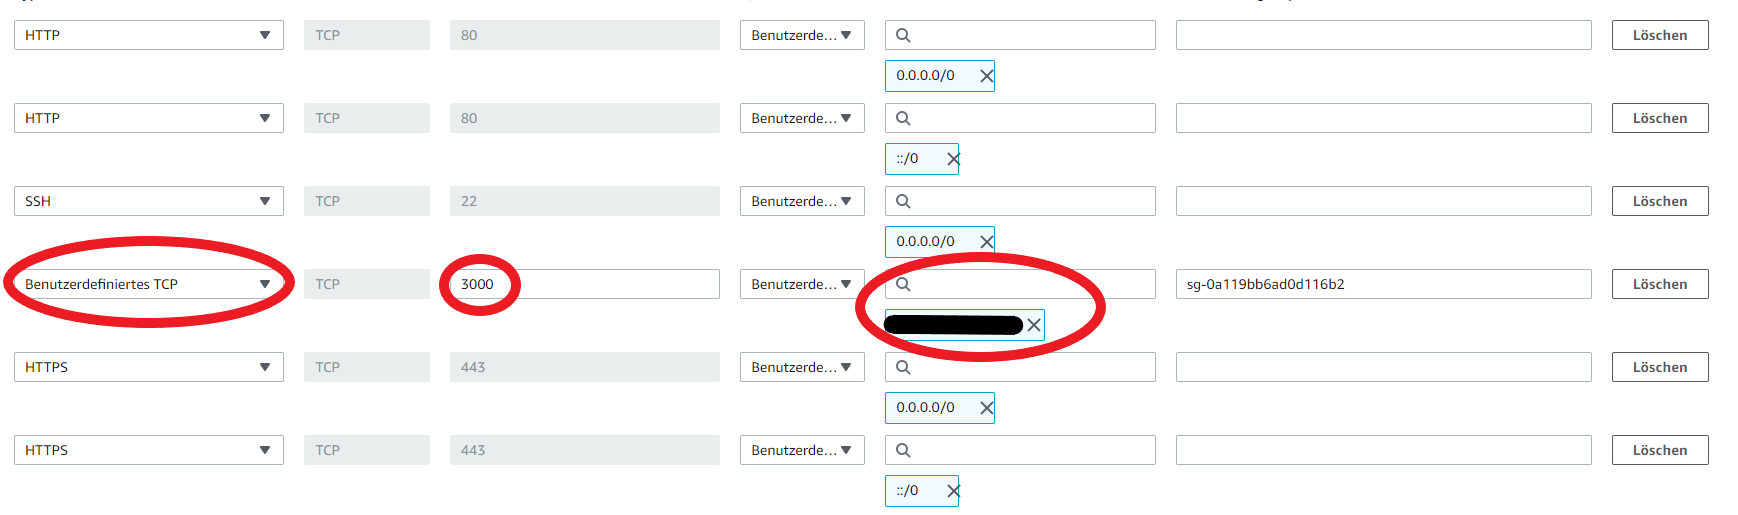 HTTP TCP 80 Benutzerde... Löschen
0.0.0.0/0
HTTP TCP 80 Benutzerde... Löschen
::/0
SSH TCP 22 Benutzerde... Löschen
0.0.0.0/0
Benutzerdefiniertes TCP TCP 3000 Benutzerde... sg-0a119bb6ad0d116b2 Löschen
HTTPS TCP 443 Benutzerde... Löschen
0.0.0.0/0
HTTPS TCP 443 Benutzerde... Löschen
::/0